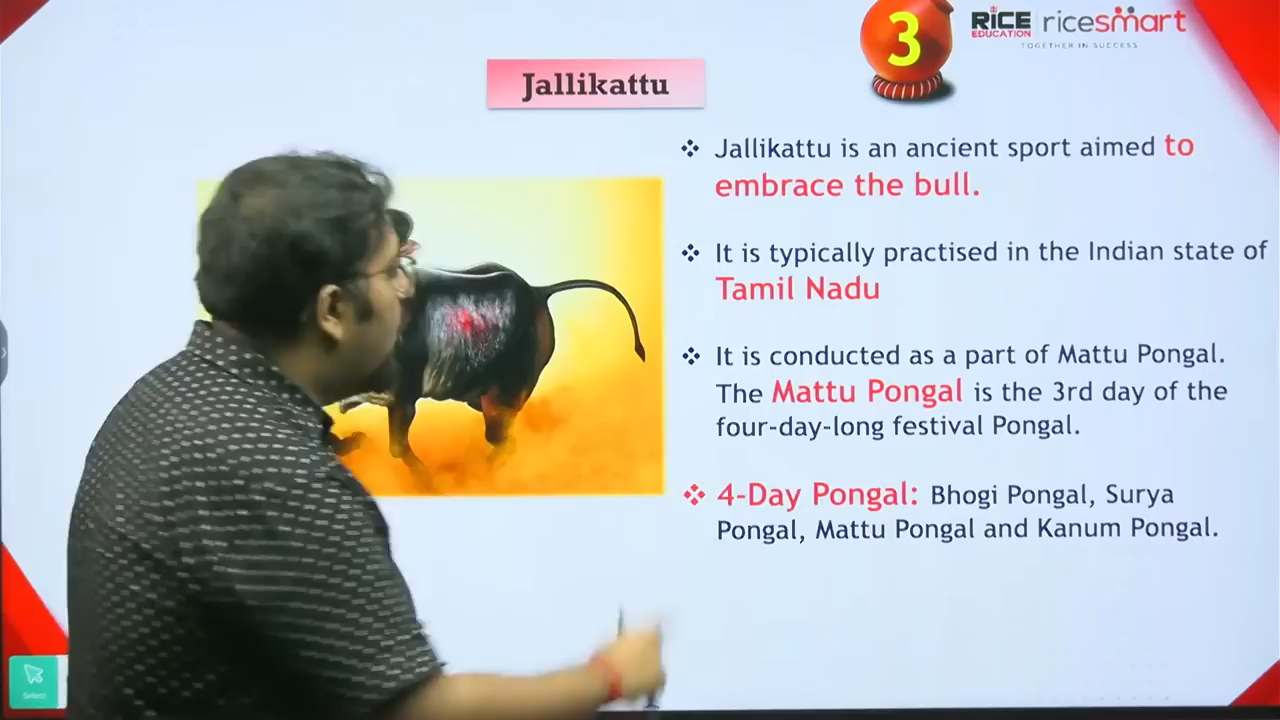 3
RICE
EDUCATION
ricesmart
TOGETHER IN SUCCESS
Jallikattu
❖ Jallikattu is an ancient sport aimed to
embrace the bull.
❖ It is typically practised in the Indian state of
Tamil Nadu
❖ It is conducted as a part of Mattu Pongal.
The Mattu Pongal is the 3rd day of the
four-day-long festival Pongal.
❖ 4-Day Pongal: Bhogi Pongal, Surya
Pongal, Mattu Pongal and Kanum Pongal.
Select